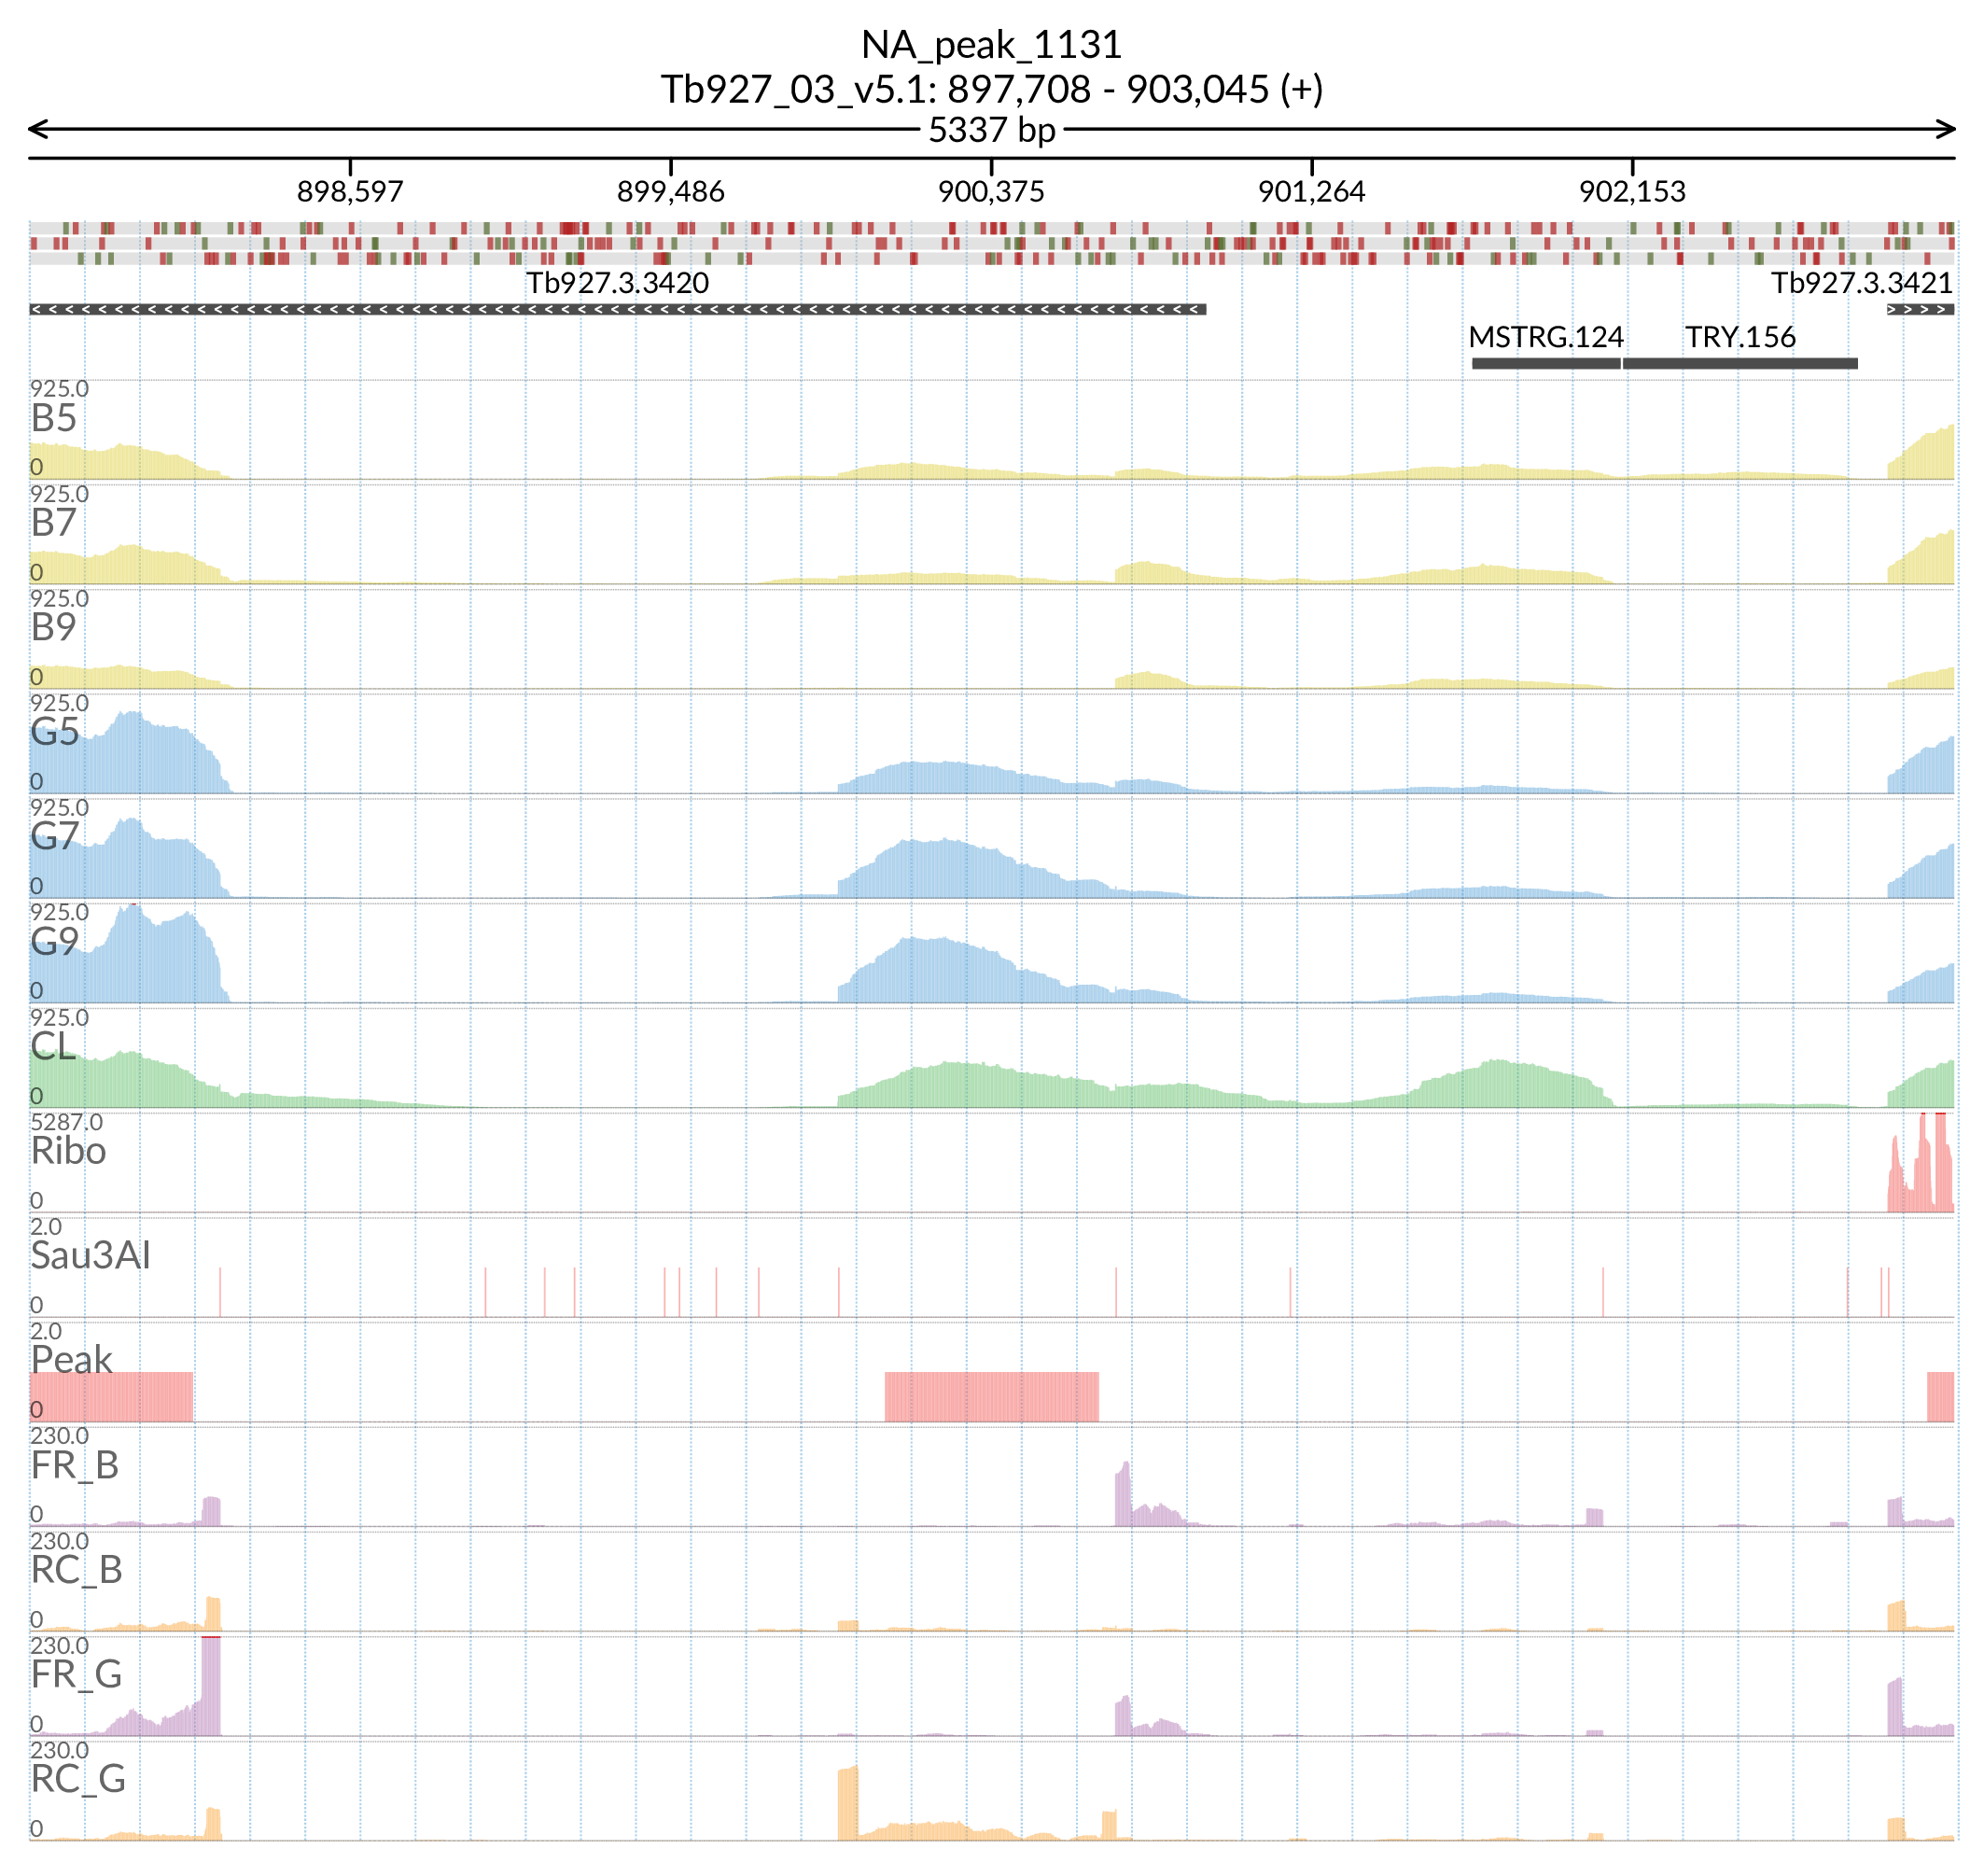 NA_peak_1131
Tb927_03_v5.1: 897,708 - 903,045 (+)
5337 bp
898,597 899,486 900,375 901,264 902,153
Tb927.3.3420 Tb927.3.3421
MSTRG.124 TRY.156
925.0
B5
0
925.0
B7
0
925.0
B9
0
925.0
G5
0
925.0
G7
0
925.0
G9
0
925.0
CL
0
5287.0
Ribo
0
2.0
Sau3AI
0
2.0
Peak
0
230.0
FR_B
0
230.0
RC_B
0
230.0
FR_G
0
230.0
RC_G
0